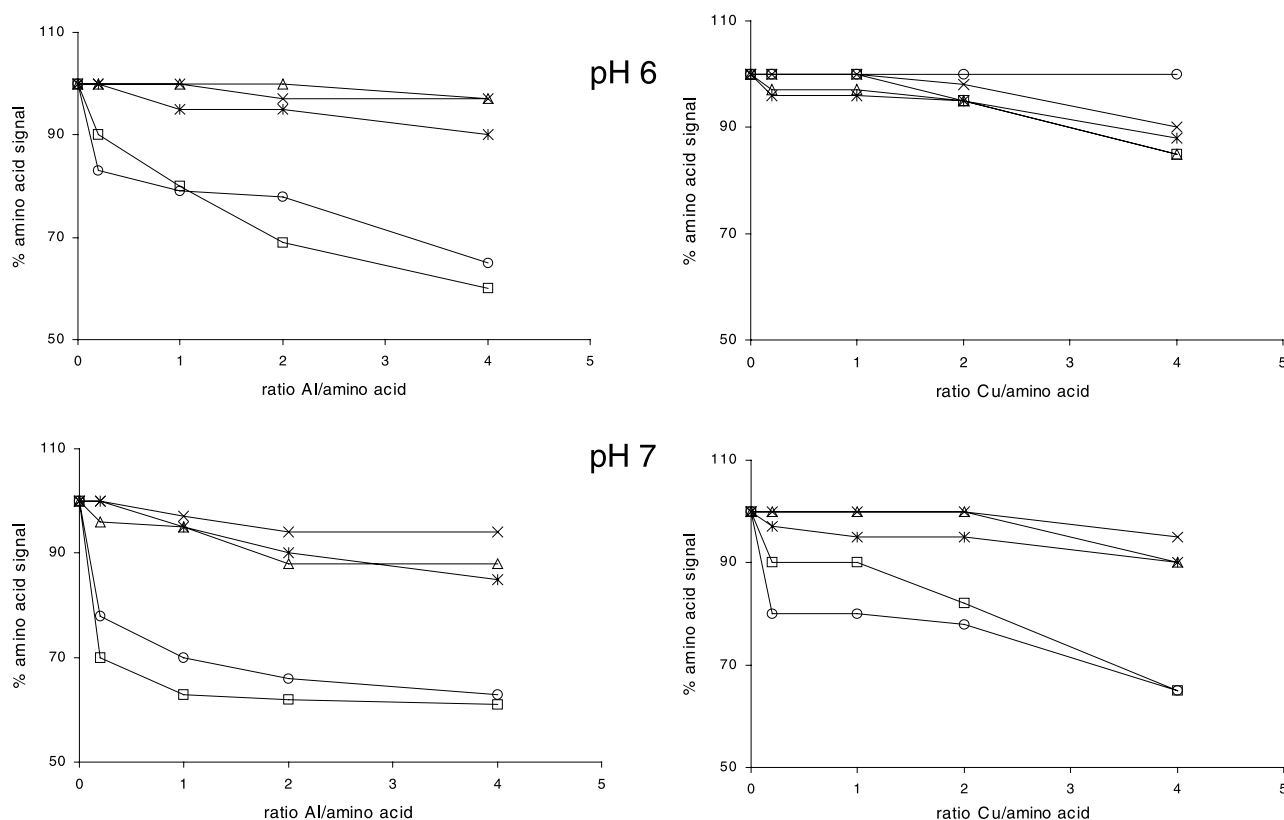 pH 6
110
90
70
50
% amino acid signal
0 1 2 3 4 5
ratio Al/amino acid
110
90
70
50
% amino acid signal
0 1 2 3 4 5
ratio Cu/amino acid
pH 7
110
90
70
50
% amino acid signal
0 1 2 3 4 5
ratio Al/amino acid
110
90
70
50
% amino acid signal
0 1 2 3 4 5
ratio Cu/amino acid